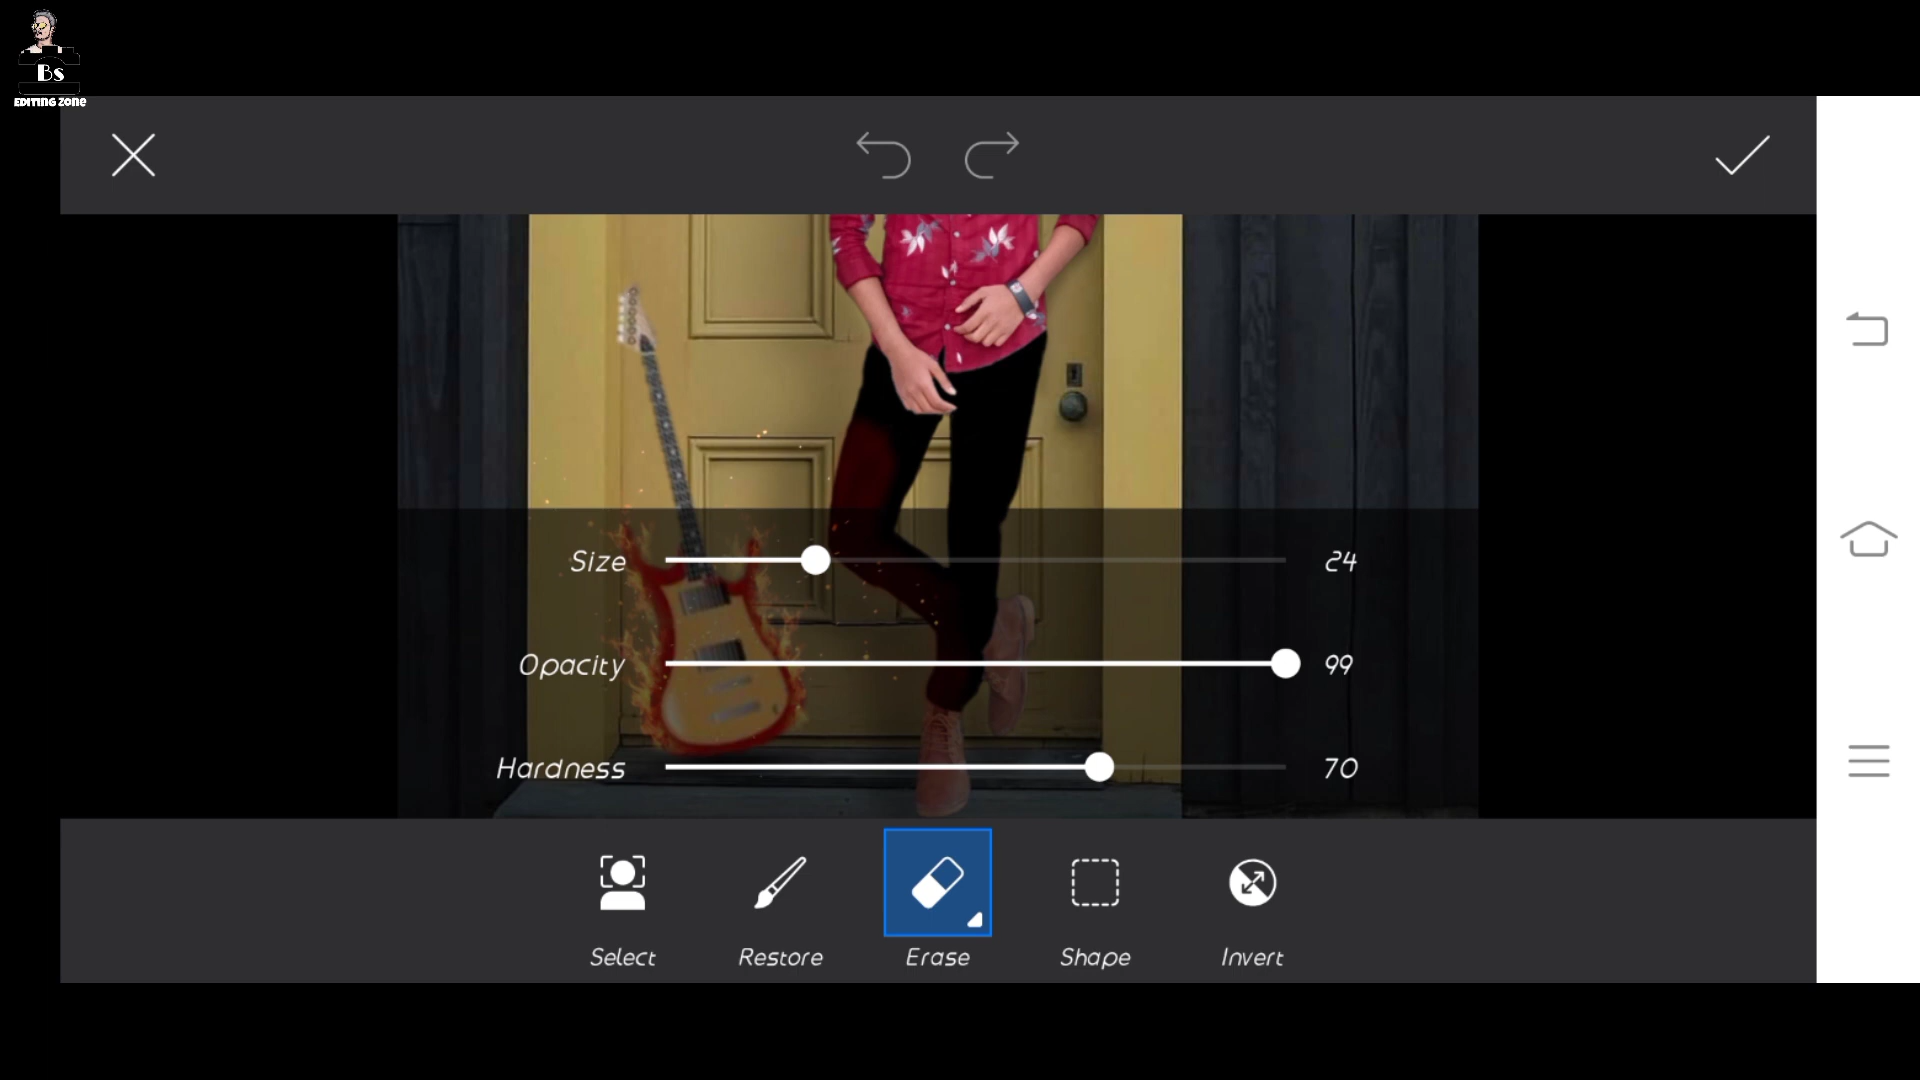 Bs
EDITING ZONE
Size 24
Opacity 99
Hardness 70
Select Restore Erase Shape Invert